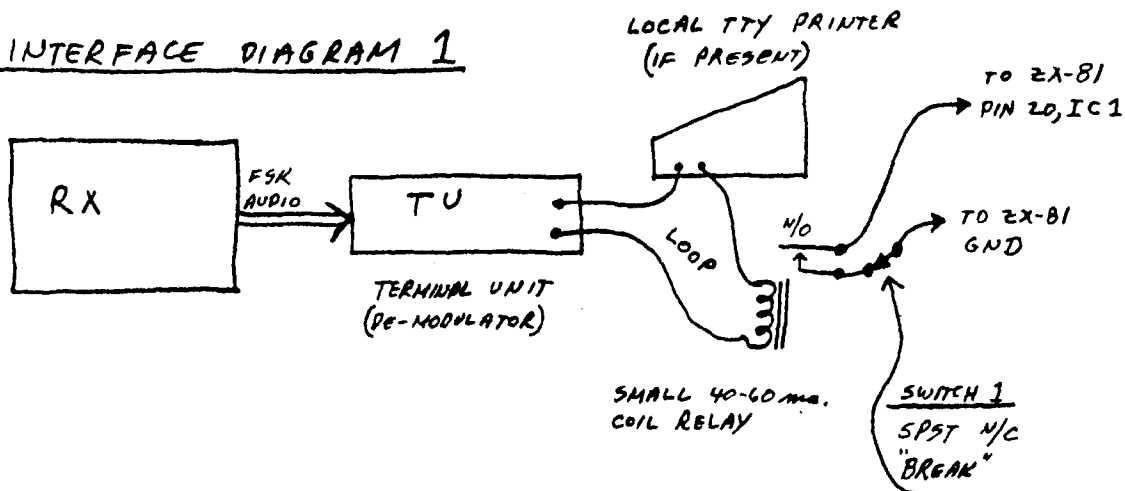 INTERFACE DIAGRAM 1
LOCAL TTY PRINTER
(IF PRESENT)
TO ZX-81
PIN 20, IC 1
RX
FSK
AUDIO
TU
LOOP
N/O
TO ZX-81
GND
TERMINAL UNIT
(DE-MODULATOR)
SMALL 40-60 ma.
COIL RELAY
SWITCH 1
SPST N/C
"BREAK"